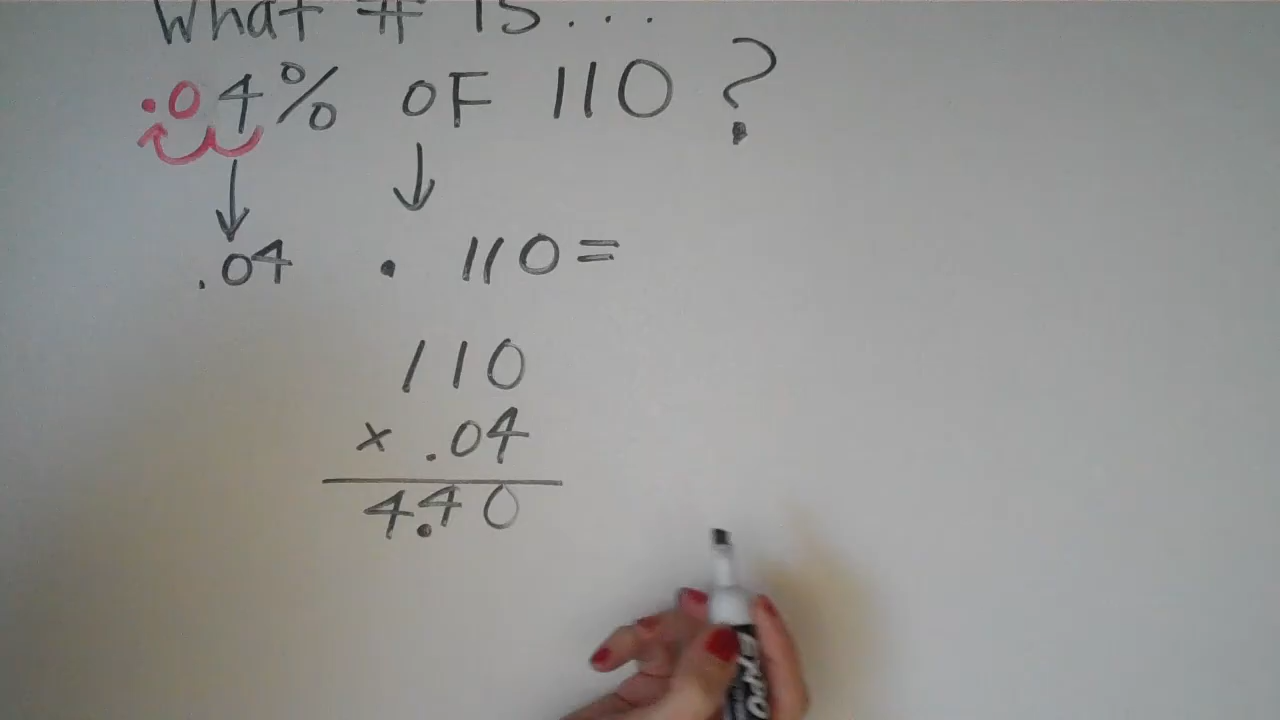 What # is...
.04% OF 110 ?
.04 · 110 =
110
× .04
4.40
EXPO